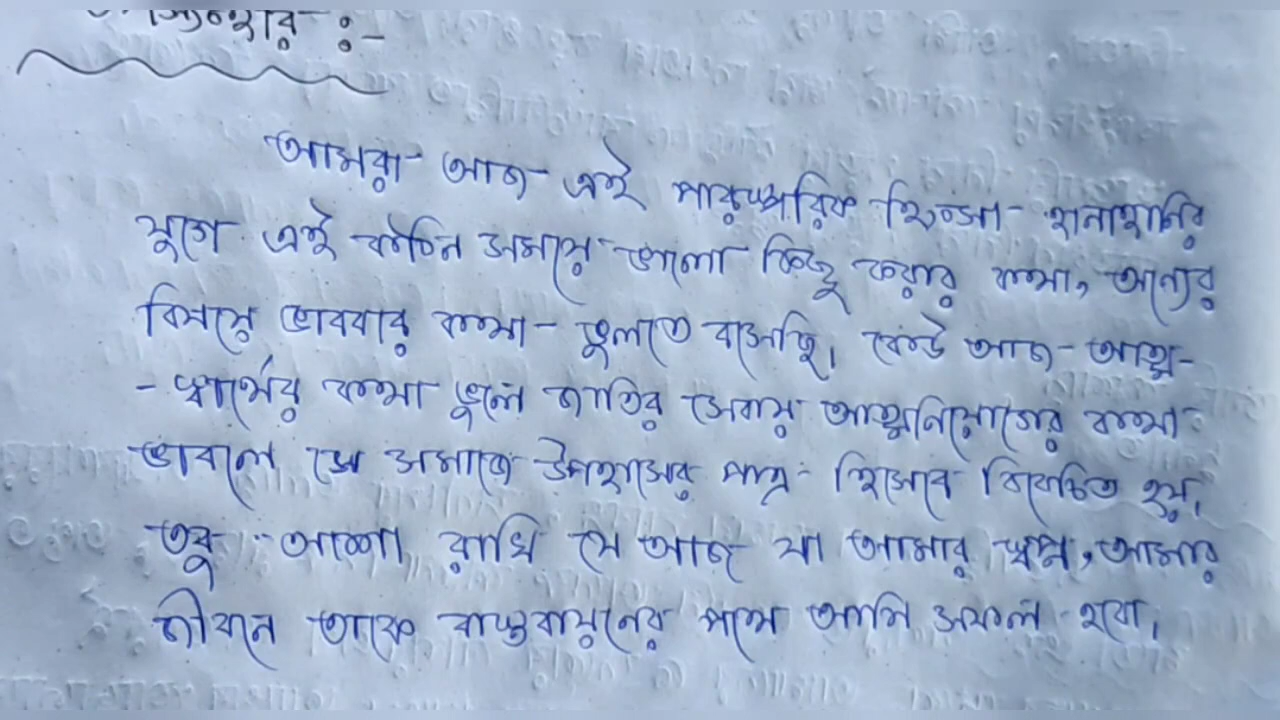 উপসংহার :-
আমরা আজ এই পারস্পরিক হিংসা হানাহানির
যুগে এই কঠিন সময়ে ভালো কিছু করার কথা, অন্যের
বিষয়ে ভাববার কথা ভুলতে বসেছি। কেউ আজ আত্ম-
- স্বার্থের কথা ভুলে জাতির সেবায় আত্মনিয়োগের কথা
ভাবলে সে সমাজে উপহাসের পাত্র হিসেবে বিবেচিত হয়।
তবু আশা রাখি যে আজ যা আমার স্বপ্ন, আমার
জীবনে তাকে বাস্তবায়নের পথে আমি সফল হবো।